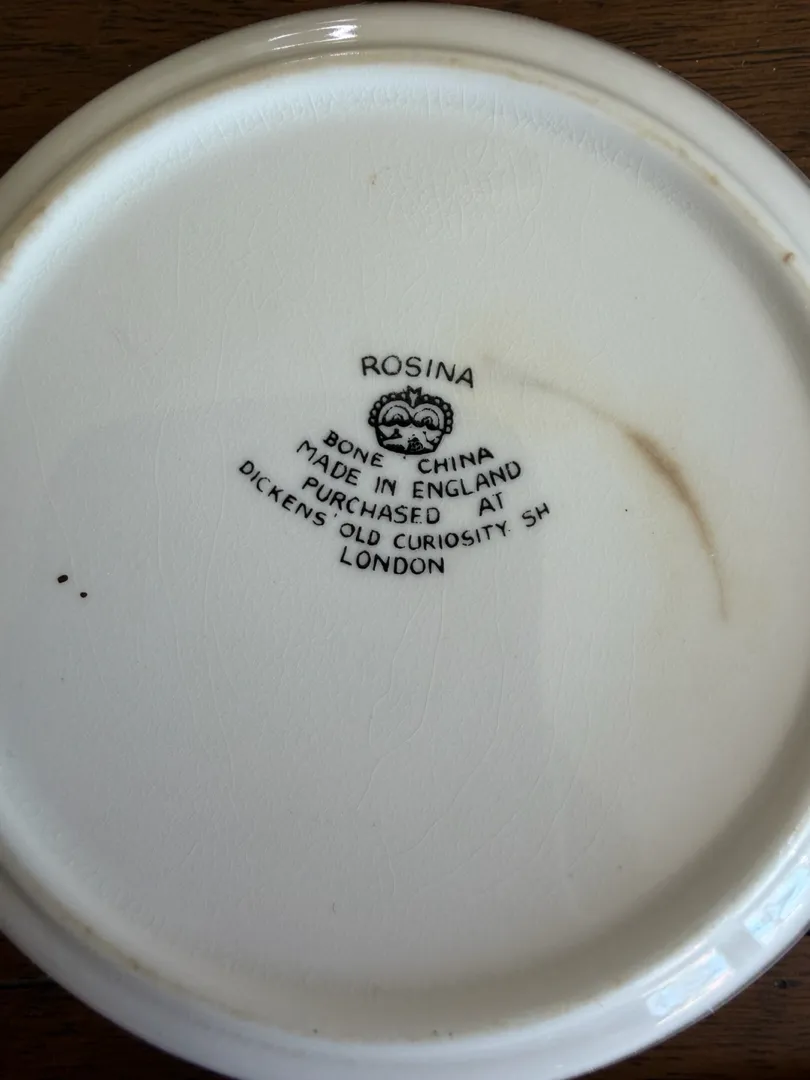 ROSINA
BONE CHINA
MADE IN ENGLAND
PURCHASED AT
DICKENS' OLD CURIOSITY SH
LONDON